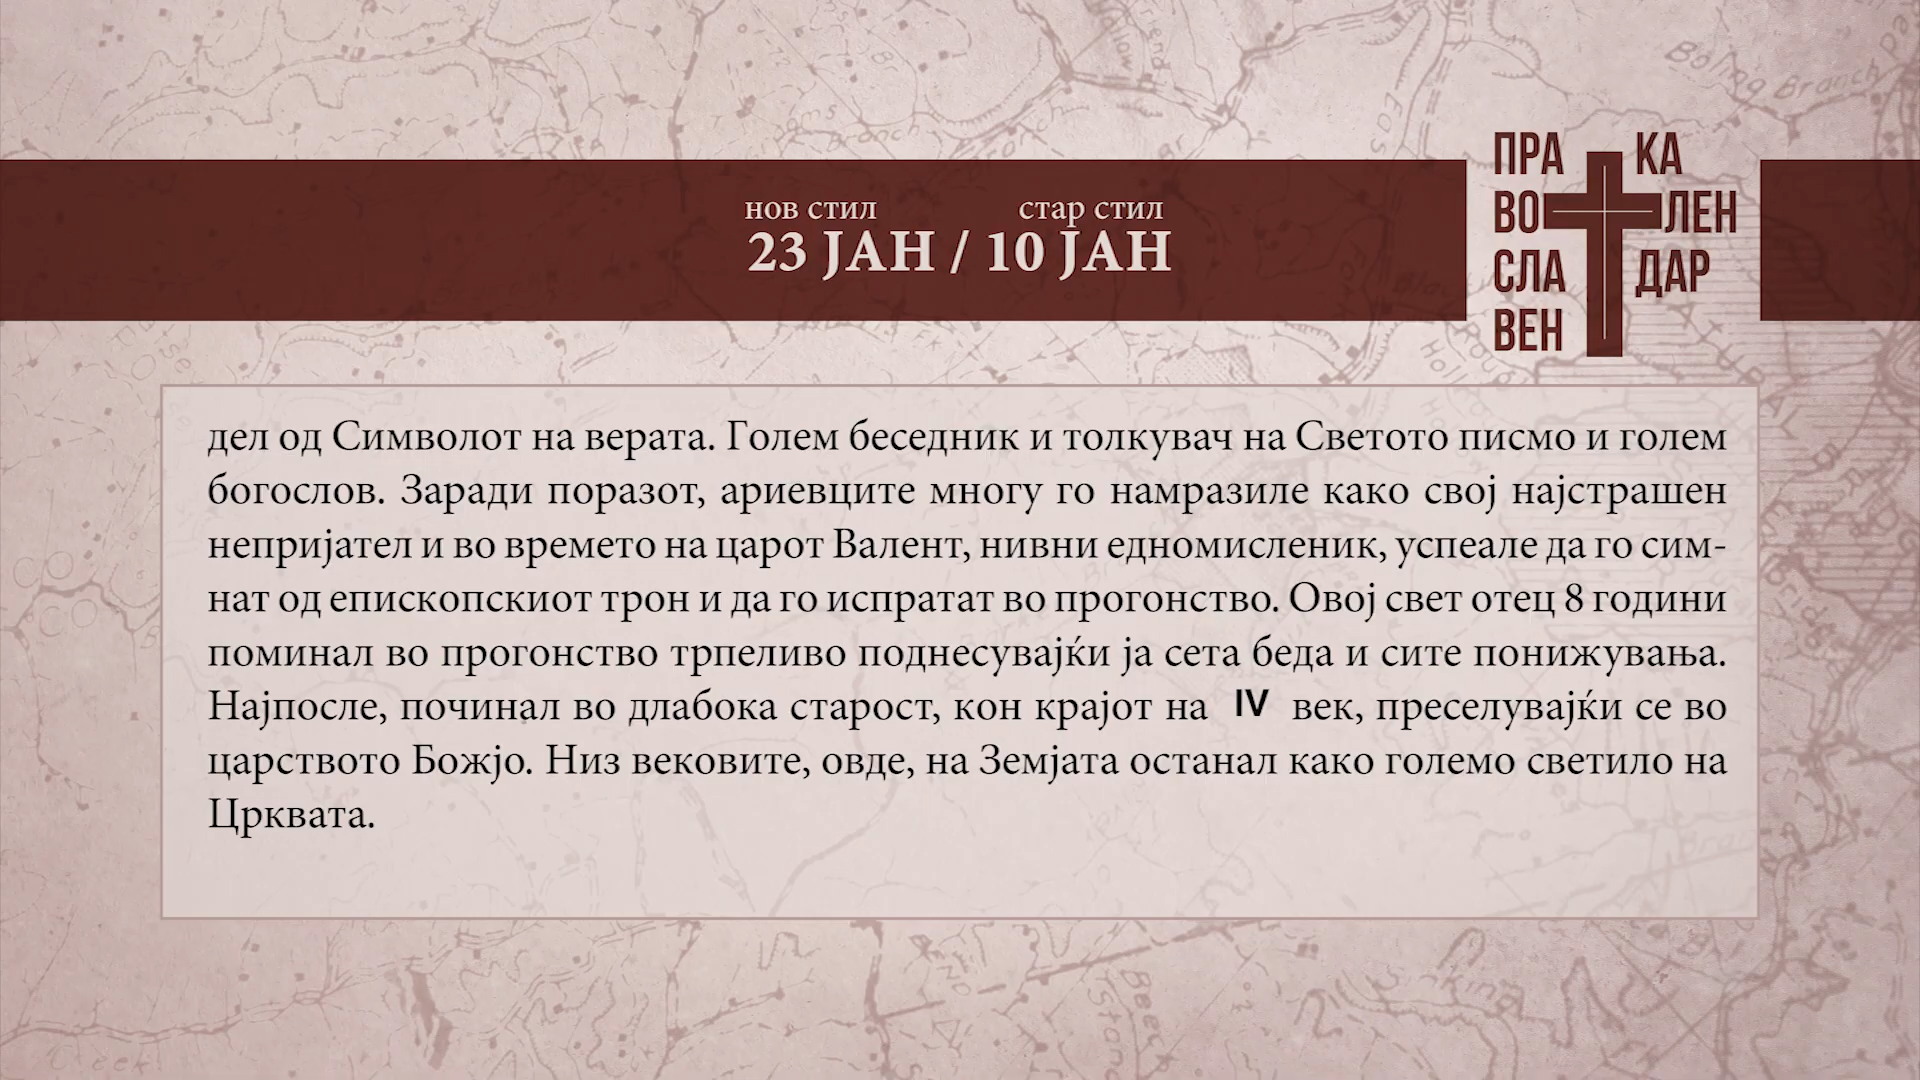 нов стил стар стил
23 ЈАН / 10 ЈАН
ПРА КА
ВО ЛЕН
СЛА ДАР
ВЕН
дел од Символот на верата. Голем беседник и толкувач на Светото писмо и голем
богослов. Заради поразот, ариевците многу го намразиле како свој најстрашен
непријател и во времето на царот Валент, нивни едномисленик, успеале да го сим-
нат од епископскиот трон и да го испратат во прогонство. Овој свет отец 8 години
поминал во прогонство трпеливо поднесувајќи ја сета беда и сите понижувања.
Најпосле, починал во длабока старост, кон крајот на IV век, преселувајќи се во
царството Божјо. Низ вековите, овде, на Земјата останал како големо светило на
Црквата.
Boling Branch
Creek